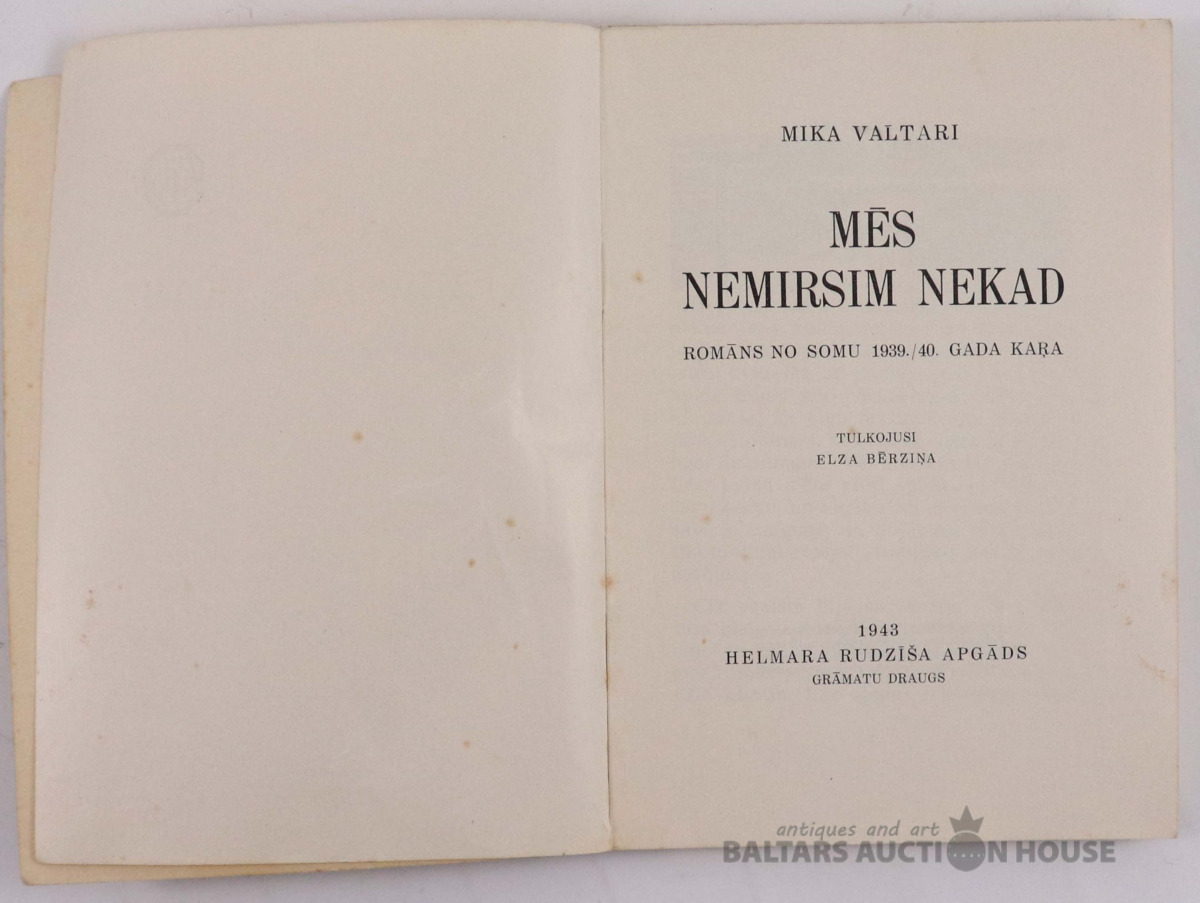 MIKA VALTARI
MĒS
NEMIRSIM NEKAD
ROMĀNS NO SOMU 1939./40. GADA KAŖA
TULKOJUSI
ELZA BĒRZIŅA
1943
HELMARA RUDZĪŠA APGĀDS
GRĀMATU DRAUGS
antiques and art
BALTARS AUCTION HOUSE